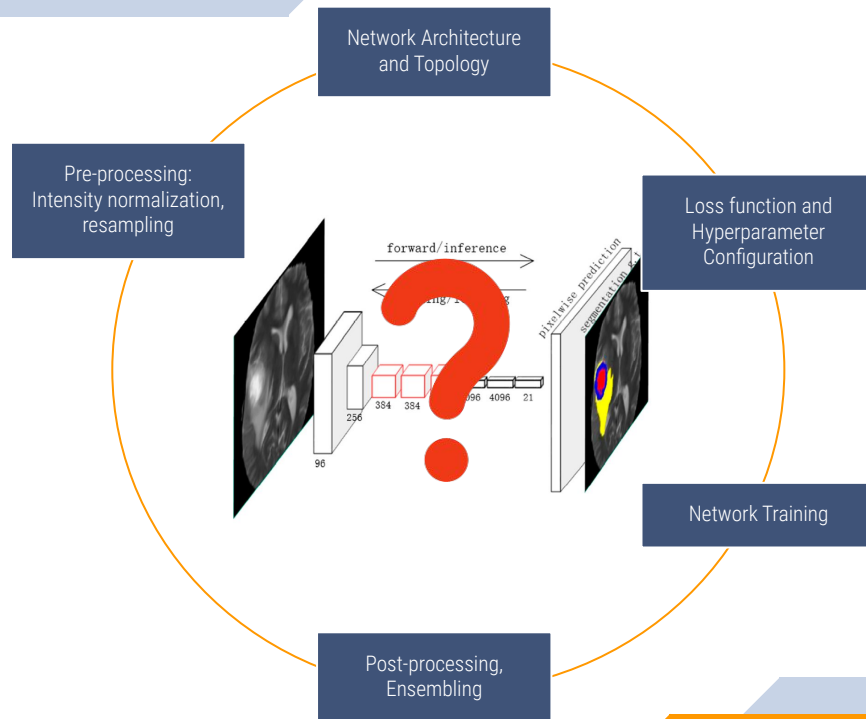 Network Architecture
and Topology
Pre-processing:
Intensity normalization,
resampling
Loss function and
Hyperparameter
Configuration
forward/inference
pixelwise prediction
segmentation g.t
96
256
384
384
4096
21
Network Training
Post-processing,
Ensembling